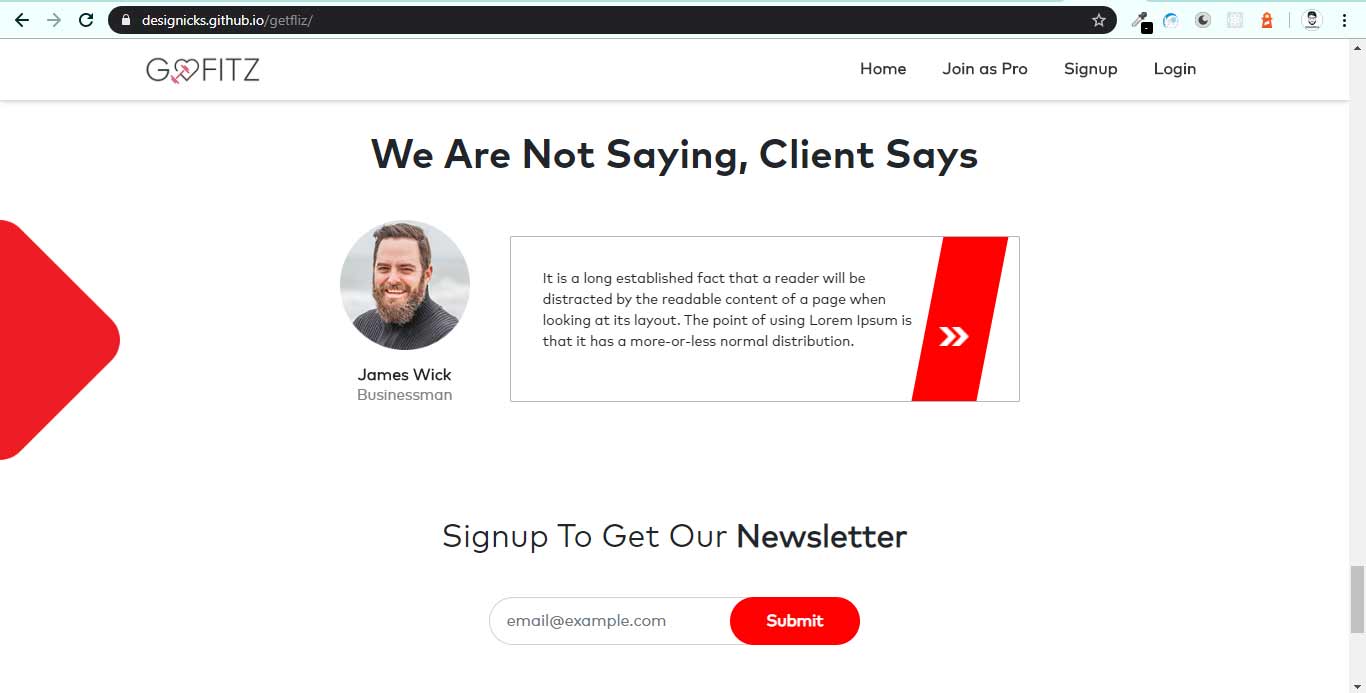 designicks.github.io/getfliz/
GOFITZ
Home Join as Pro Signup Login
We Are Not Saying, Client Says
It is a long established fact that a reader will be
distracted by the readable content of a page when
looking at its layout. The point of using Lorem Ipsum is
that it has a more-or-less normal distribution.
James Wick
Businessman
Signup To Get Our Newsletter
email@example.com Submit